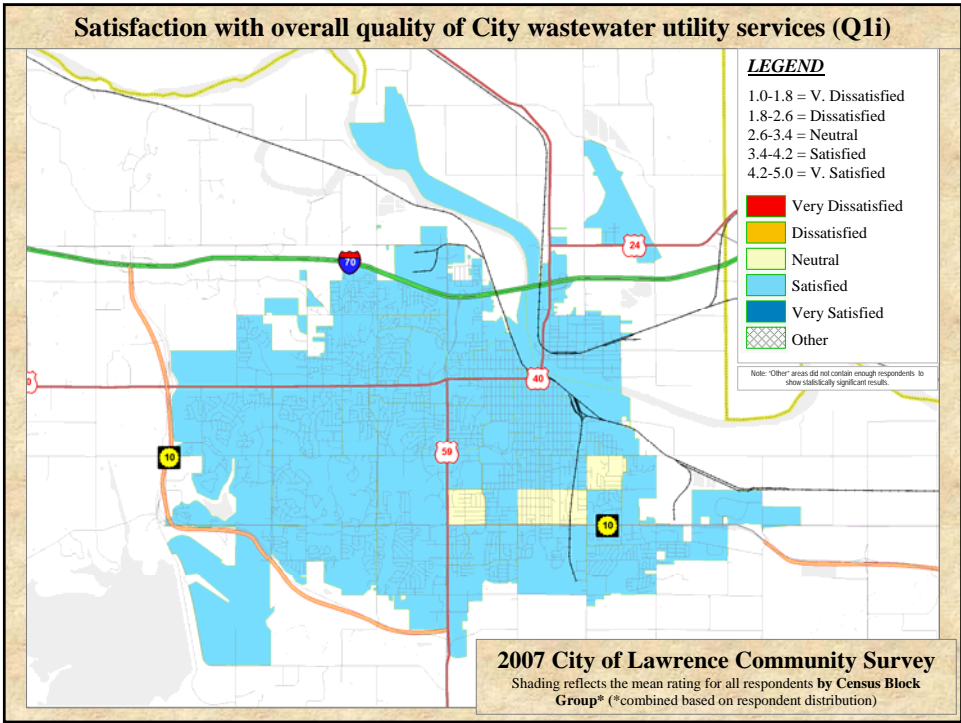 Satisfaction with overall quality of City wastewater utility services (Q1i)
LEGEND
1.0-1.8 = V. Dissatisfied
1.8-2.6 = Dissatisfied
2.6-3.4 = Neutral
3.4-4.2 = Satisfied
4.2-5.0 = V. Satisfied
Very Dissatisfied
Dissatisfied
Neutral
Satisfied
Very Satisfied
Other
Note: "Other" areas did not contain enough respondents to
show statistically significant results.
24
70
0
40
59
10
10
2007 City of Lawrence Community Survey
Shading reflects the mean rating for all respondents by Census Block
Group* (*combined based on respondent distribution)